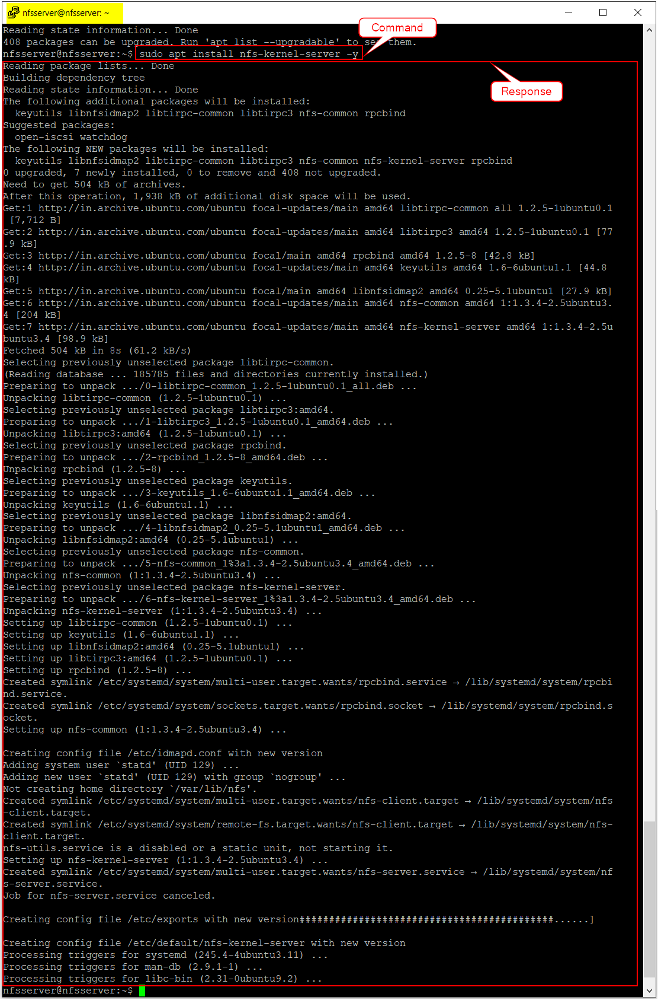 nfsserver@nfsserver: ~
Reading state information... Done
Command
408 packages can be upgraded. Run 'apt list --upgradable' to see them.
nfsserver@nfsserver:~$ sudo apt install nfs-kernel-server -y
Reading package lists... Done
Building dependency tree
Response
Reading state information... Done
The following additional packages will be installed:
  keyutils libnfsidmap2 libtirpc-common libtirpc3 nfs-common rpcbind
Suggested packages:
  open-iscsi watchdog
The following NEW packages will be installed:
  keyutils libnfsidmap2 libtirpc-common libtirpc3 nfs-common nfs-kernel-server rpcbind
0 upgraded, 7 newly installed, 0 to remove and 408 not upgraded.
Need to get 504 kB of archives.
After this operation, 1,938 kB of additional disk space will be used.
Get:1 http://in.archive.ubuntu.com/ubuntu focal-updates/main amd64 libtirpc-common all 1.2.5-1ubuntu0.1
 [7,712 B]
Get:2 http://in.archive.ubuntu.com/ubuntu focal-updates/main amd64 libtirpc3 amd64 1.2.5-1ubuntu0.1 [77
.9 kB]
Get:3 http://in.archive.ubuntu.com/ubuntu focal/main amd64 rpcbind amd64 1.2.5-8 [42.8 kB]
Get:4 http://in.archive.ubuntu.com/ubuntu focal-updates/main amd64 keyutils amd64 1.6-6ubuntu1.1 [44.8
kB]
Get:5 http://in.archive.ubuntu.com/ubuntu focal/main amd64 libnfsidmap2 amd64 0.25-5.1ubuntu1 [27.9 kB]
Get:6 http://in.archive.ubuntu.com/ubuntu focal-updates/main amd64 nfs-common amd64 1:1.3.4-2.5ubuntu3.
4 [204 kB]
Get:7 http://in.archive.ubuntu.com/ubuntu focal-updates/main amd64 nfs-kernel-server amd64 1:1.3.4-2.5u
buntu3.4 [98.9 kB]
Fetched 504 kB in 8s (61.2 kB/s)
Selecting previously unselected package libtirpc-common.
(Reading database ... 185785 files and directories currently installed.)
Preparing to unpack .../0-libtirpc-common_1.2.5-1ubuntu0.1_all.deb ...
Unpacking libtirpc-common (1.2.5-1ubuntu0.1) ...
Selecting previously unselected package libtirpc3:amd64.
Preparing to unpack .../1-libtirpc3_1.2.5-1ubuntu0.1_amd64.deb ...
Unpacking libtirpc3:amd64 (1.2.5-1ubuntu0.1) ...
Selecting previously unselected package rpcbind.
Preparing to unpack .../2-rpcbind_1.2.5-8_amd64.deb ...
Unpacking rpcbind (1.2.5-8) ...
Selecting previously unselected package keyutils.
Preparing to unpack .../3-keyutils_1.6-6ubuntu1.1_amd64.deb ...
Unpacking keyutils (1.6-6ubuntu1.1) ...
Selecting previously unselected package libnfsidmap2:amd64.
Preparing to unpack .../4-libnfsidmap2_0.25-5.1ubuntu1_amd64.deb ...
Unpacking libnfsidmap2:amd64 (0.25-5.1ubuntu1) ...
Selecting previously unselected package nfs-common.
Preparing to unpack .../5-nfs-common_1%3a1.3.4-2.5ubuntu3.4_amd64.deb ...
Unpacking nfs-common (1:1.3.4-2.5ubuntu3.4) ...
Selecting previously unselected package nfs-kernel-server.
Preparing to unpack .../6-nfs-kernel-server_1%3a1.3.4-2.5ubuntu3.4_amd64.deb ...
Unpacking nfs-kernel-server (1:1.3.4-2.5ubuntu3.4) ...
Setting up libtirpc-common (1.2.5-1ubuntu0.1) ...
Setting up keyutils (1.6-6ubuntu1.1) ...
Setting up libnfsidmap2:amd64 (0.25-5.1ubuntu1) ...
Setting up libtirpc3:amd64 (1.2.5-1ubuntu0.1) ...
Setting up rpcbind (1.2.5-8) ...
Created symlink /etc/systemd/system/multi-user.target.wants/rpcbind.service → /lib/systemd/system/rpcbi
nd.service.
Created symlink /etc/systemd/system/sockets.target.wants/rpcbind.socket → /lib/systemd/system/rpcbind.s
ocket.
Setting up nfs-common (1:1.3.4-2.5ubuntu3.4) ...
Creating config file /etc/idmapd.conf with new version
Adding system user `statd' (UID 129) ...
Adding new user `statd' (UID 129) with group `nogroup' ...
Not creating home directory `/var/lib/nfs'.
Created symlink /etc/systemd/system/multi-user.target.wants/nfs-client.target → /lib/systemd/system/nfs
-client.target.
Created symlink /etc/systemd/system/remote-fs.target.wants/nfs-client.target → /lib/systemd/system/nfs-
client.target.
nfs-utils.service is a disabled or a static unit, not starting it.
Setting up nfs-kernel-server (1:1.3.4-2.5ubuntu3.4) ...
Created symlink /etc/systemd/system/multi-user.target.wants/nfs-server.service → /lib/systemd/system/nf
s-server.service.
Job for nfs-server.service canceled.
Creating config file /etc/exports with new version###########################################......]
Creating config file /etc/default/nfs-kernel-server with new version
Processing triggers for systemd (245.4-4ubuntu3.11) ...
Processing triggers for man-db (2.9.1-1) ...
Processing triggers for libc-bin (2.31-0ubuntu9.2) ...
nfsserver@nfsserver:~$